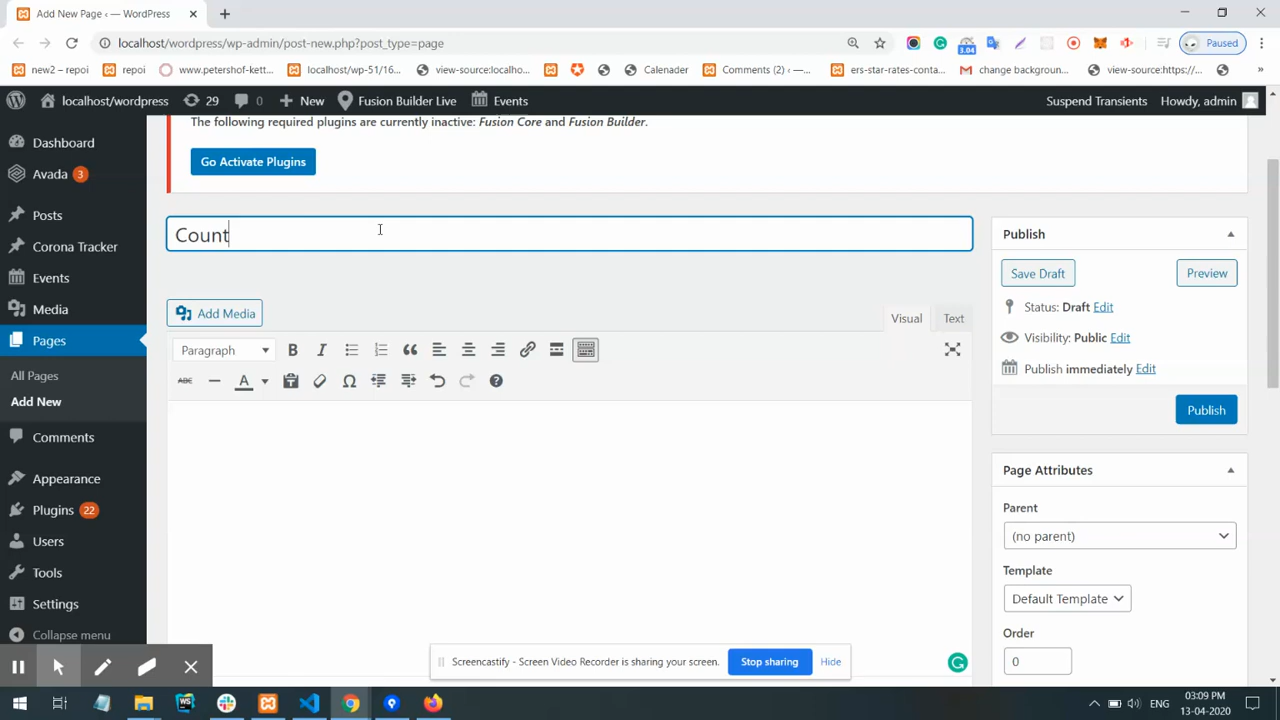 Add New Page ‹ — WordPress
localhost/wordpress/wp-admin/post-new.php?post_type=page
3.04
Paused
new2 – repoi
repoi
www.petershof-kett...
localhost/wp-51/16...
view-source:localho...
Calenader
Comments (2) ‹ —...
ers-star-rates-conta...
change backgroun...
view-source:https://...
»
localhost/wordpress
29
0
New
Fusion Builder Live
Events
Suspend Transients
Howdy, admin
The following required plugins are currently inactive: Fusion Core and Fusion Builder.
Go Activate Plugins
Dashboard
Avada 3
Posts
Corona Tracker
Events
Media
Pages
All Pages
Add New
Comments
Appearance
Plugins 22
Users
Tools
Settings
Collapse menu
Count
Add Media
Visual
Text
Paragraph
B
I
ABC
A
Publish
Save Draft
Preview
Status: Draft Edit
Visibility: Public Edit
Publish immediately Edit
Publish
Page Attributes
Parent
(no parent)
Template
Default Template
Order
0
Screencastify - Screen Video Recorder is sharing your screen.
Stop sharing
Hide
WS
ENG
03:09 PM
13-04-2020